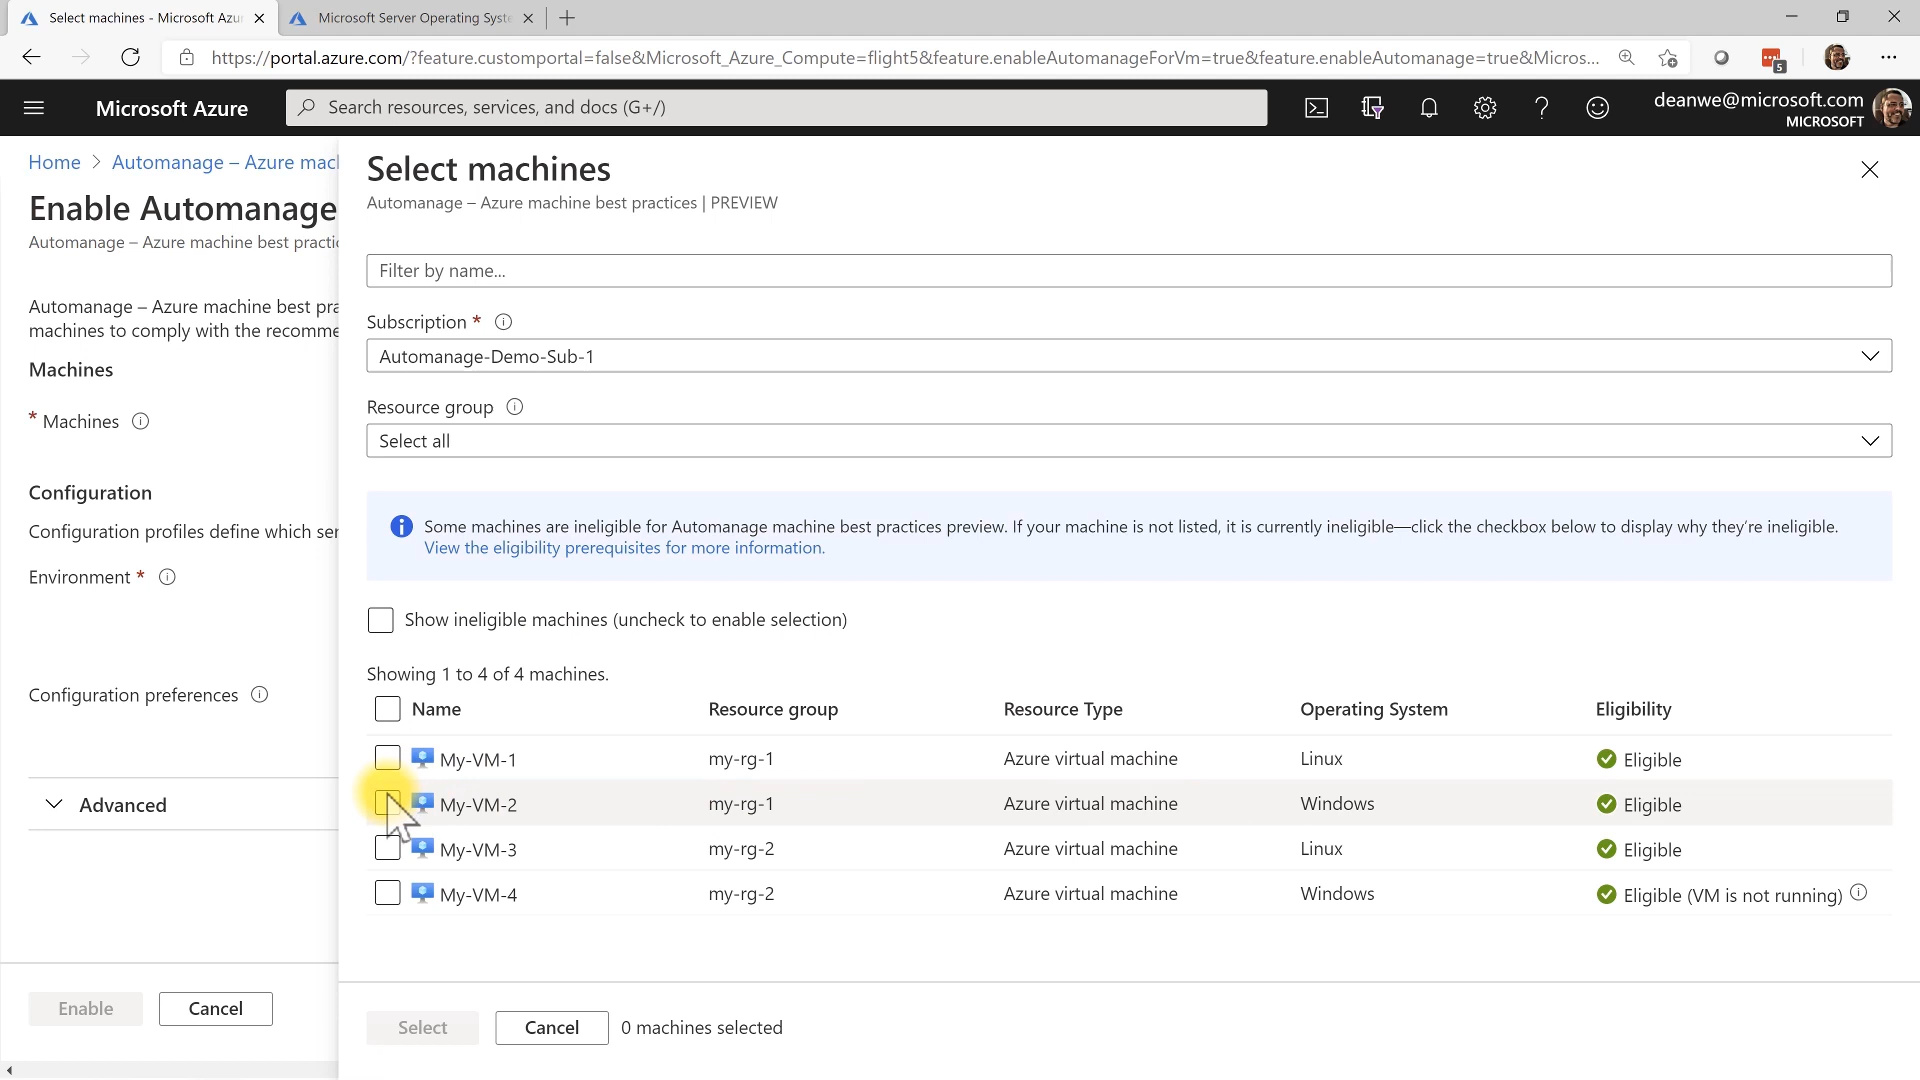 Select machines - Microsoft Azu
Microsoft Server Operating Syst
https://portal.azure.com/?feature.customportal=false&Microsoft_Azure_Compute=flight5&feature.enableAutomanageForVm=true&feature.enableAutomanage=true&Micros...
5
Microsoft Azure
Search resources, services, and docs (G+/)
deanwe@microsoft.com
MICROSOFT
Home > Automanage – Azure mach
Enable Automanage
Automanage – Azure machine best practi
Automanage – Azure machine best pra
machines to comply with the recomme
Machines
* Machines
Configuration
Configuration profiles define which ser
Environment *
Configuration preferences
Advanced
Enable
Cancel
Select machines
Automanage – Azure machine best practices | PREVIEW
Filter by name...
Subscription *
Automanage-Demo-Sub-1
Resource group
Select all
Some machines are ineligible for Automanage machine best practices preview. If your machine is not listed, it is currently ineligible—click the checkbox below to display why they're ineligible.
View the eligibility prerequisites for more information.
Show ineligible machines (uncheck to enable selection)
Showing 1 to 4 of 4 machines.
Name Resource group Resource Type Operating System Eligibility
My-VM-1 my-rg-1 Azure virtual machine Linux Eligible
My-VM-2 my-rg-1 Azure virtual machine Windows Eligible
My-VM-3 my-rg-2 Azure virtual machine Linux Eligible
My-VM-4 my-rg-2 Azure virtual machine Windows Eligible (VM is not running)
Select
Cancel
0 machines selected